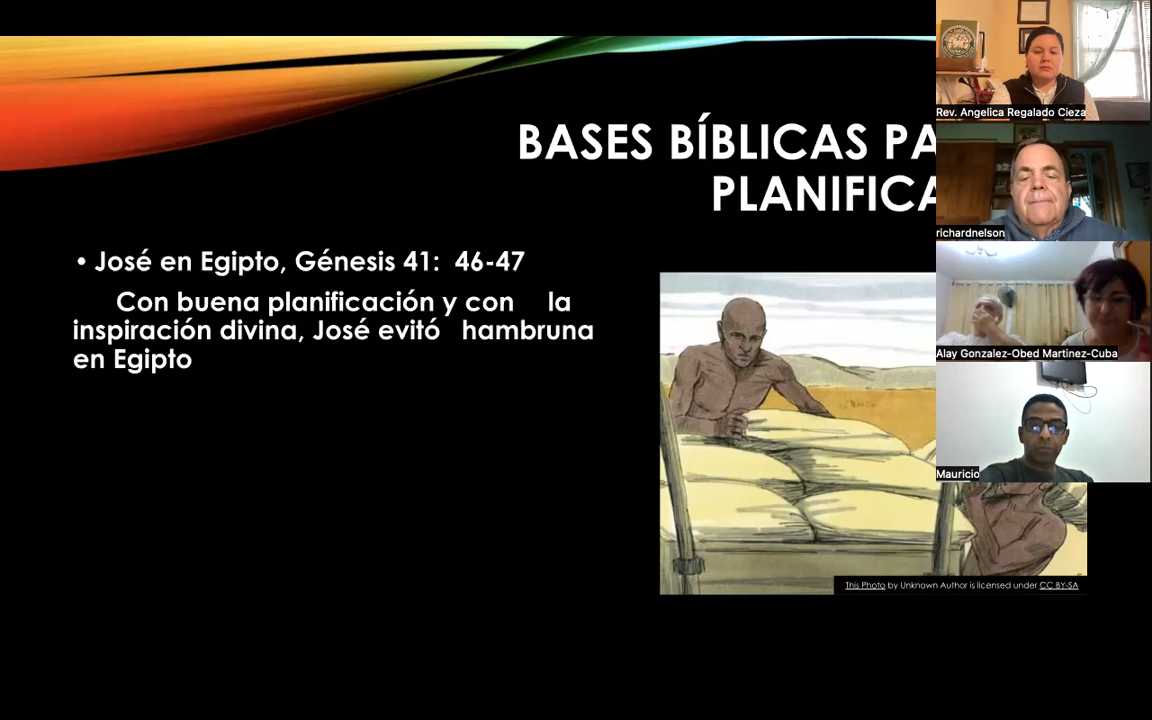 BASES BÍBLICAS PA
PLANIFICA
• José en Egipto, Génesis 41: 46-47
Con buena planificación y con la
inspiración divina, José evitó hambruna
en Egipto
This Photo by Unknown Author is licensed under CC BY-SA
Rev. Angelica Regalado Cieza
richardnelson
Alay Gonzalez-Obed Martinez-Cuba
Mauricio